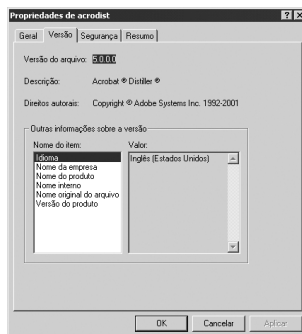 Propriedades de acrodist
Geral Versão Segurança Resumo
Versão do arquivo: 5.0.0.0
Descrição: Acrobat ® Distiller ®
Direitos autorais: Copyright © Adobe Systems Inc. 1992-2001
Outras informações sobre a versão
Nome do item: Valor:
Idioma Inglês (Estados Unidos)
Nome da empresa
Nome do produto
Nome interno
Nome original do arquivo
Versão do produto
OK Cancelar Aplicar